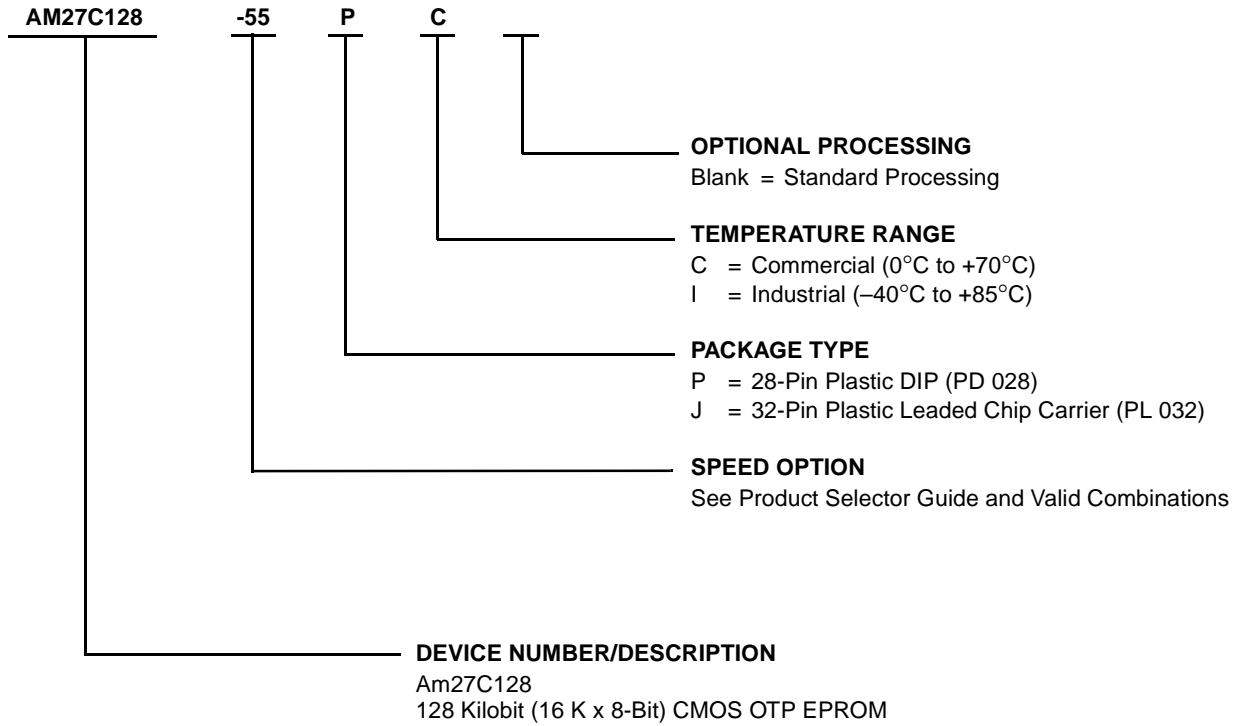 AM27C128 -55 P C
OPTIONAL PROCESSING
Blank = Standard Processing
TEMPERATURE RANGE
C = Commercial (0°C to +70°C)
I = Industrial (–40°C to +85°C)
PACKAGE TYPE
P = 28-Pin Plastic DIP (PD 028)
J = 32-Pin Plastic Leaded Chip Carrier (PL 032)
SPEED OPTION
See Product Selector Guide and Valid Combinations
DEVICE NUMBER/DESCRIPTION
Am27C128
128 Kilobit (16 K x 8-Bit) CMOS OTP EPROM